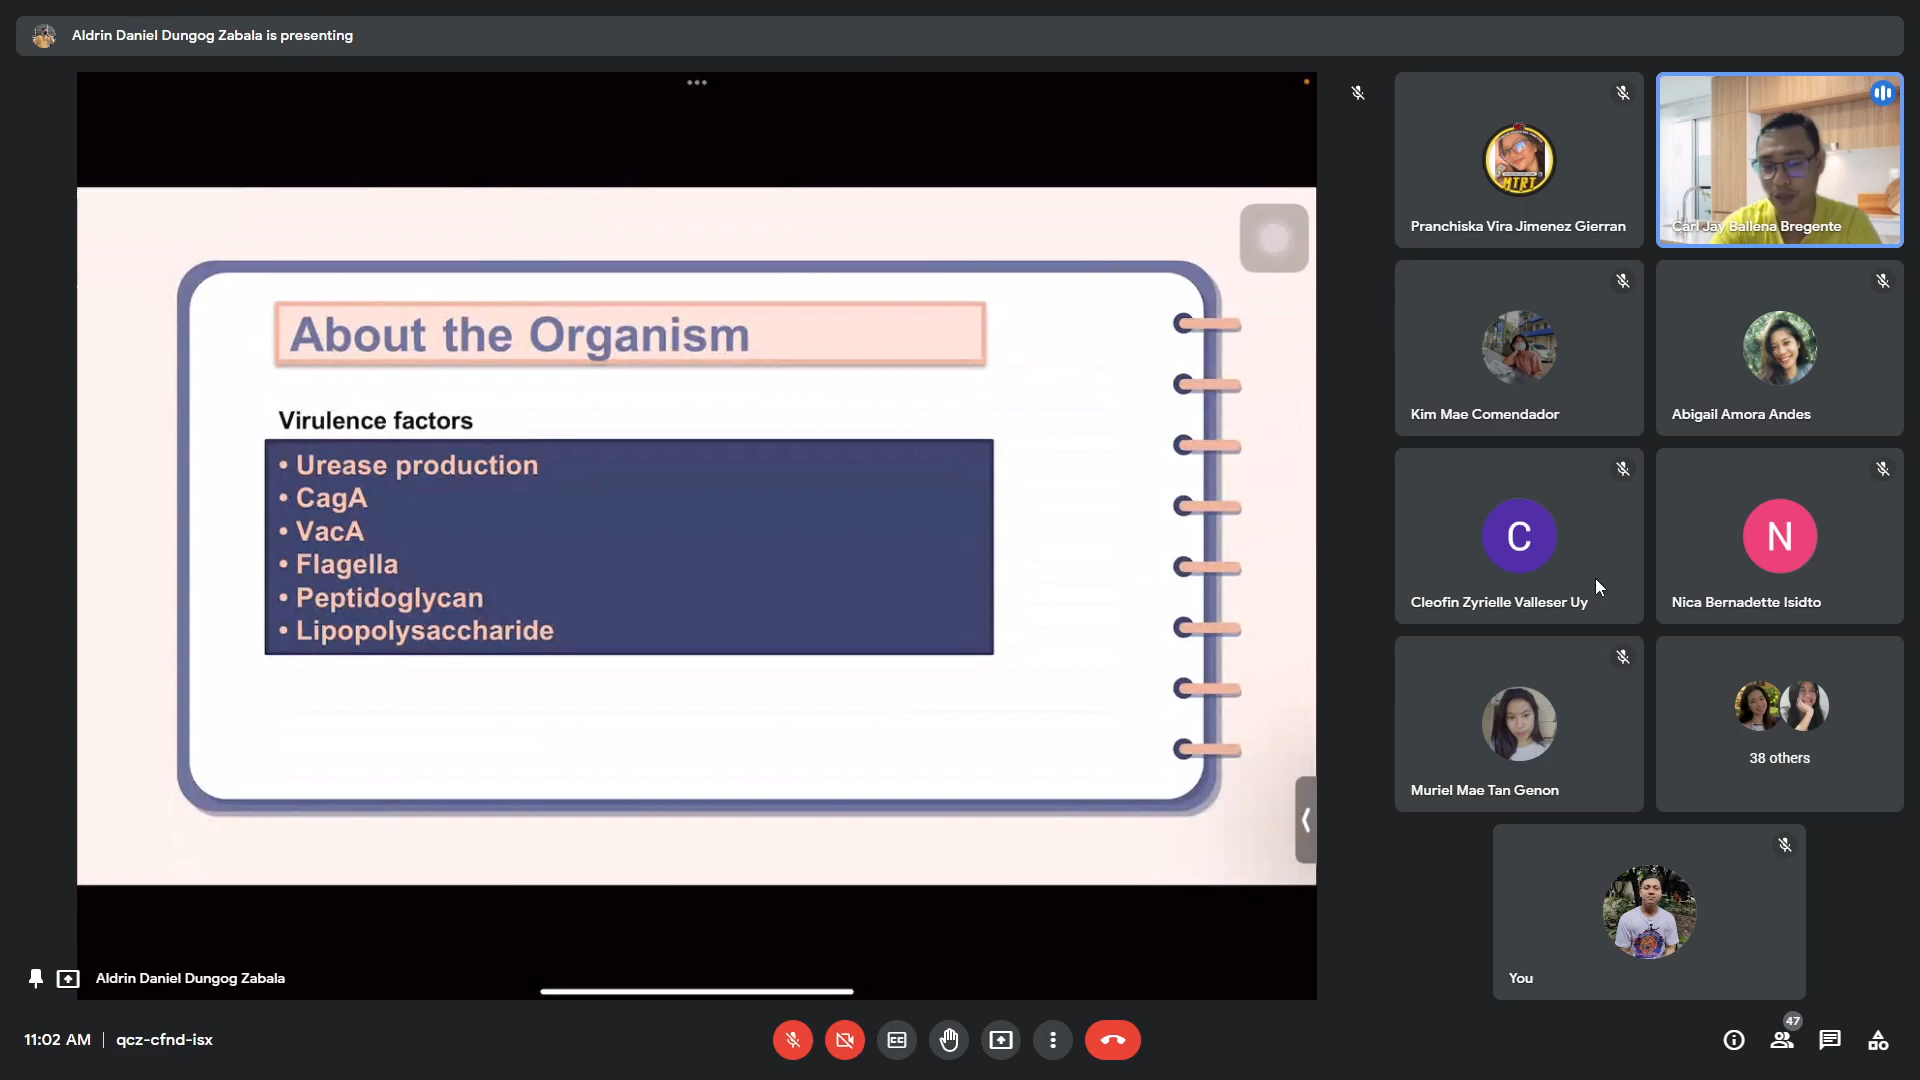 Aldrin Daniel Dungog Zabala is presenting
About the Organism
Virulence factors
• Urease production
• CagA
• VacA
• Flagella
• Peptidoglycan
• Lipopolysaccharide
MTRT
Pranchiska Vira Jimenez Gierran
Carl Jay Ballena Bregente
Kim Mae Comendador
Abigail Amora Andes
C
Cleofin Zyrielle Valleser Uy
N
Nica Bernadette Isidto
Muriel Mae Tan Genon
38 others
You
Aldrin Daniel Dungog Zabala
11:02 AM | qcz-cfnd-isx
CC
47